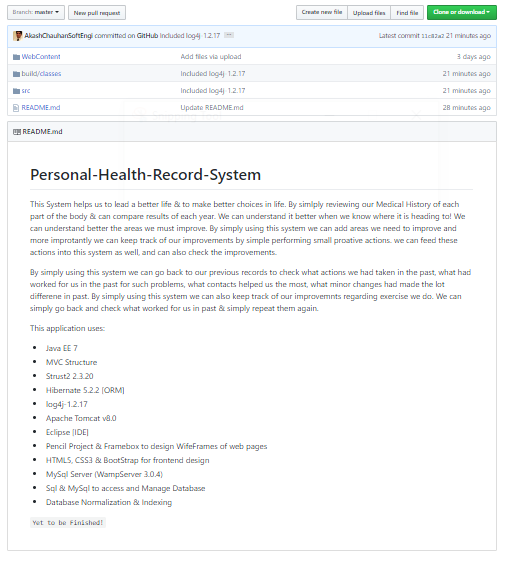 Branch: master
New pull request
Create new file
Upload files
Find file
Clone or download
AkashChauhanSoftEngi committed on GitHub Included log4j-1.2.17
Latest commit 11c82a2 21 minutes ago
WebContent
Add files via upload
3 days ago
build/classes
Included log4j-1.2.17
21 minutes ago
src
Included log4j-1.2.17
21 minutes ago
README.md
Update README.md
28 minutes ago
README.md
Personal-Health-Record-System
This System helps us to lead a better life & to make better choices in life. By simlply reviewing our Medical History of each
part of the body & can compare results of each year. We can understand it better when we know where it is heading to! We
can understand better the areas we must improve. By simply using this system we can add areas we need to improve and
more improtantly we can keep track of our improvements by simple performing small proative actions. we can feed these
actions into this system as well, and can also check the improvements.
By simply using this system we can go back to our previous records to check what actions we had taken in the past, what had
worked for us in the past for such problems, what contacts helped us the most, what minor changes had made the lot
differene in past. By simply using this system we can also keep track of our improvemnts regarding exercise we do. We can
simply go back and check what worked for us in past & simply repeat them again.
This application uses:
Java EE 7
MVC Structure
Strust2 2.3.20
Hibernate 5.2.2 [ORM]
log4j-1.2.17
Apache Tomcat v8.0
Eclipse [IDE]
Pencil Project & Framebox to design WifeFrames of web pages
HTML5, CSS3 & BootStrap for frontend design
MySql Server (WampServer 3.0.4)
Sql & MySql to access and Manage Database
Database Normalization & Indexing
Yet to be Finished!